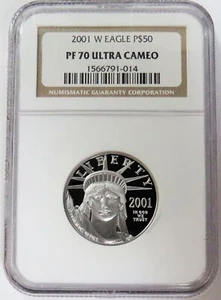 2001 W EAGLE P$50
PF 70 ULTRA CAMEO
1566791-014
NUMISMATIC GUARANTY CORPORATION
LIBERTY
2001
IN GOD
WE
TRUST